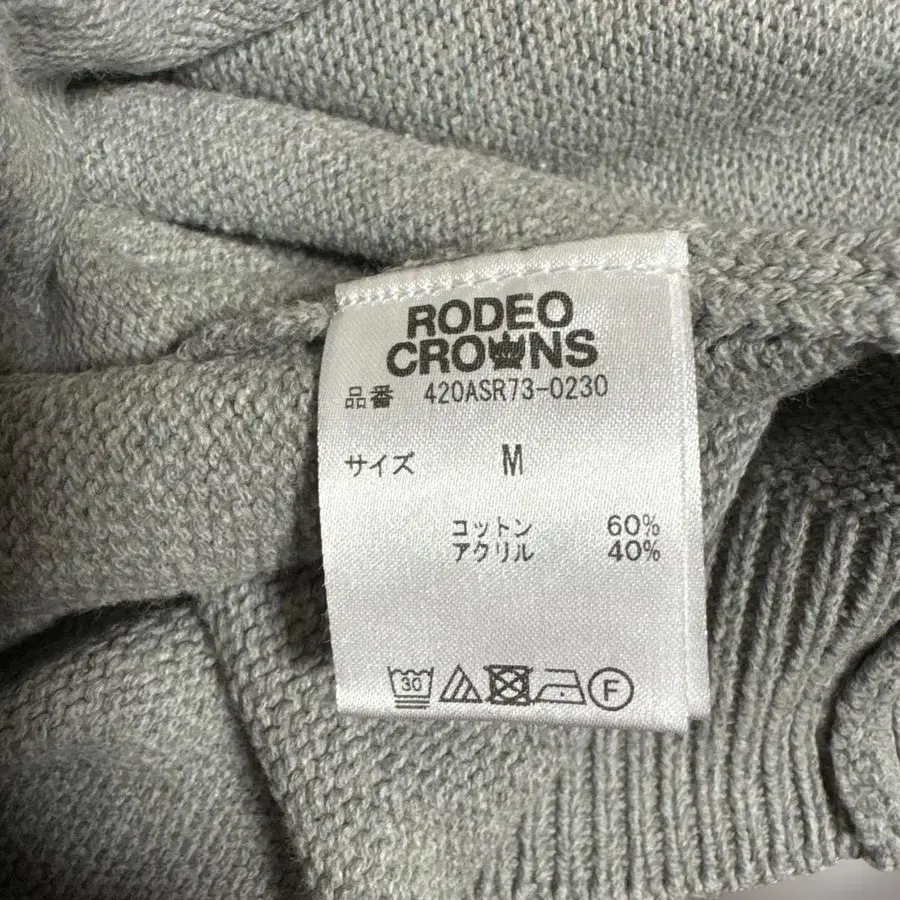 RODEO
CROWNS
品番 420ASR73-0230
サイズ M
コットン 60%
アクリル 40%
30 F